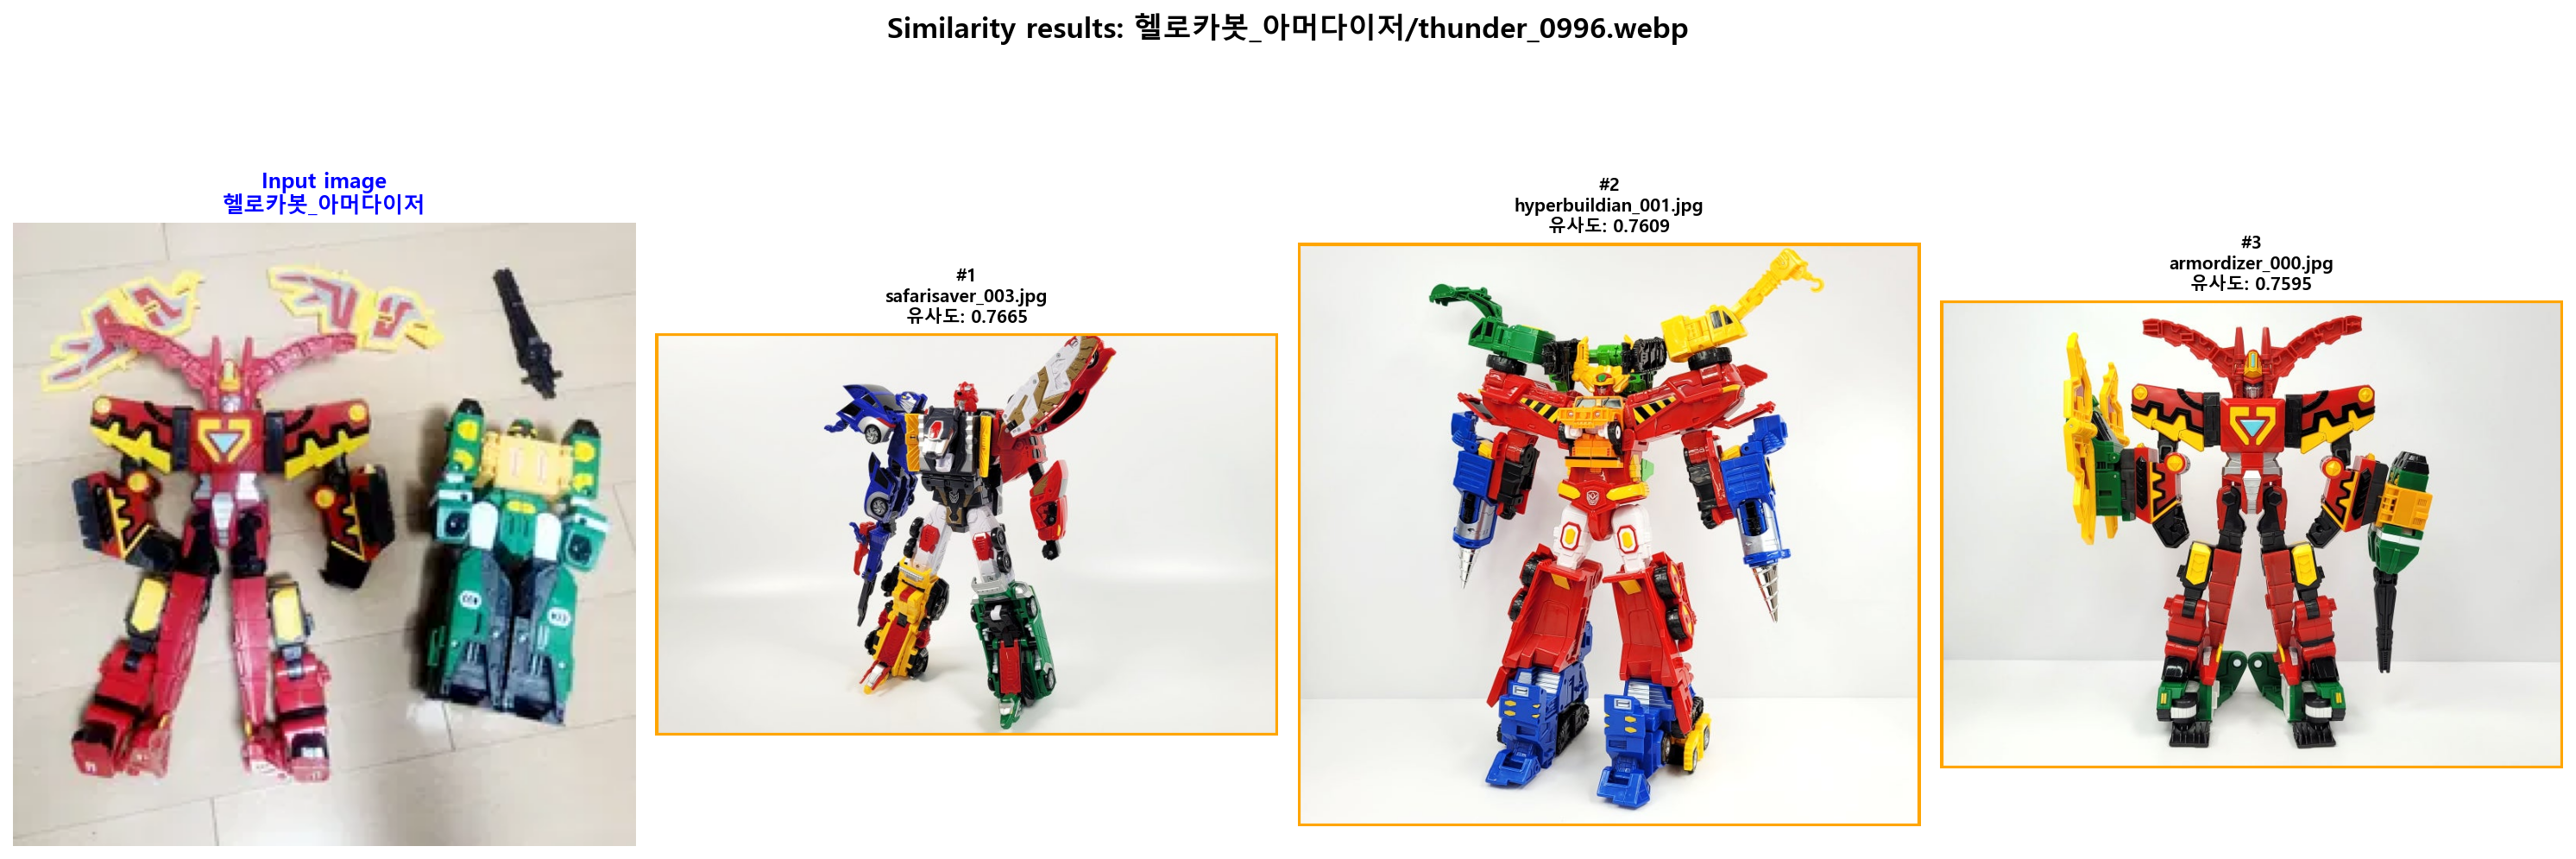 Similarity results: 헬로카봇_아머다이저/thunder_0996.webp
Input image
헬로카봇_아머다이저
#1
safarisaver_003.jpg
유사도: 0.7665
#2
hyperbuildian_001.jpg
유사도: 0.7609
#3
armordizer_000.jpg
유사도: 0.7595